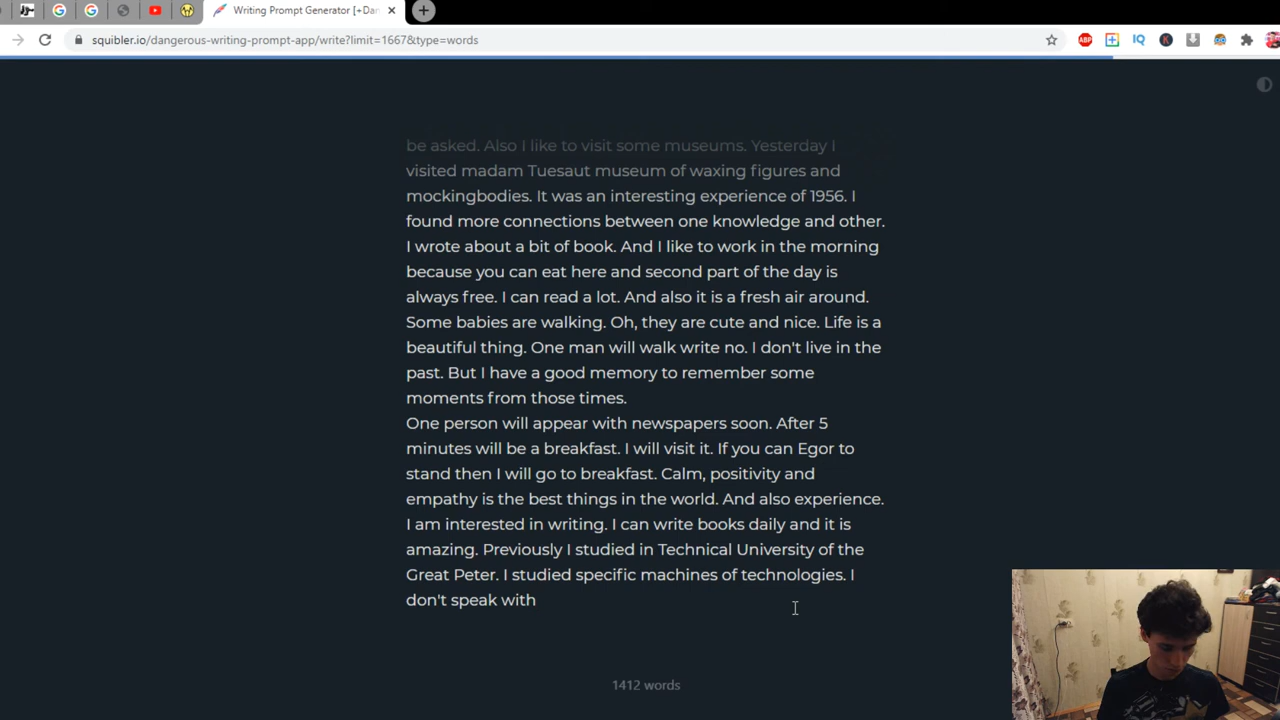 Writing Prompt Generator [+Dan
squibler.io/dangerous-writing-prompt-app/write?limit=1667&type=words
ABP
IQ
K
be asked. Also I like to visit some museums. Yesterday I
visited madam Tuesaut museum of waxing figures and
mockingbodies. It was an interesting experience of 1956. I
found more connections between one knowledge and other.
I wrote about a bit of book. And I like to work in the morning
because you can eat here and second part of the day is
always free. I can read a lot. And also it is a fresh air around.
Some babies are walking. Oh, they are cute and nice. Life is a
beautiful thing. One man will walk write no. I don't live in the
past. But I have a good memory to remember some
moments from those times.
One person will appear with newspapers soon. After 5
minutes will be a breakfast. I will visit it. If you can Egor to
stand then I will go to breakfast. Calm, positivity and
empathy is the best things in the world. And also experience.
I am interested in writing. I can write books daily and it is
amazing. Previously I studied in Technical University of the
Great Peter. I studied specific machines of technologies. I
don't speak with
1412 words